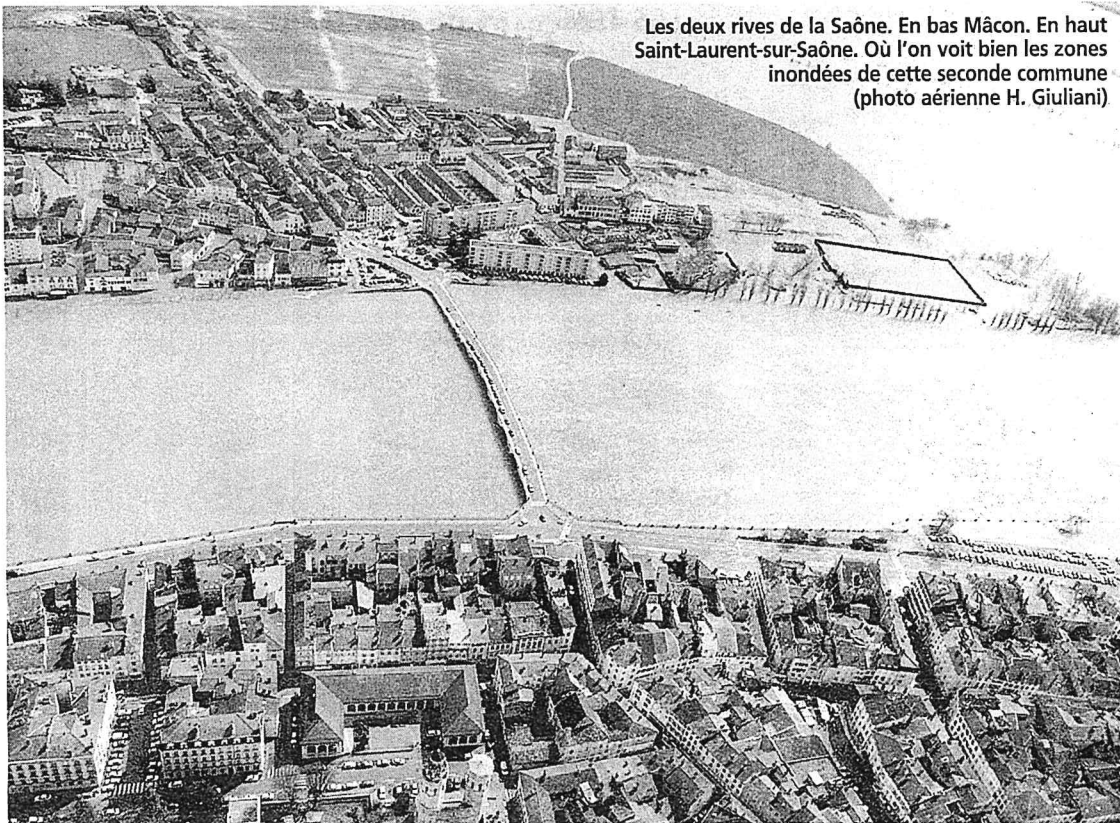 Les deux rives de la Saône. En bas Mâcon. En haut
Saint-Laurent-sur-Saône. Où l'on voit bien les zones
inondées de cette seconde commune
(photo aérienne H. Giuliani)